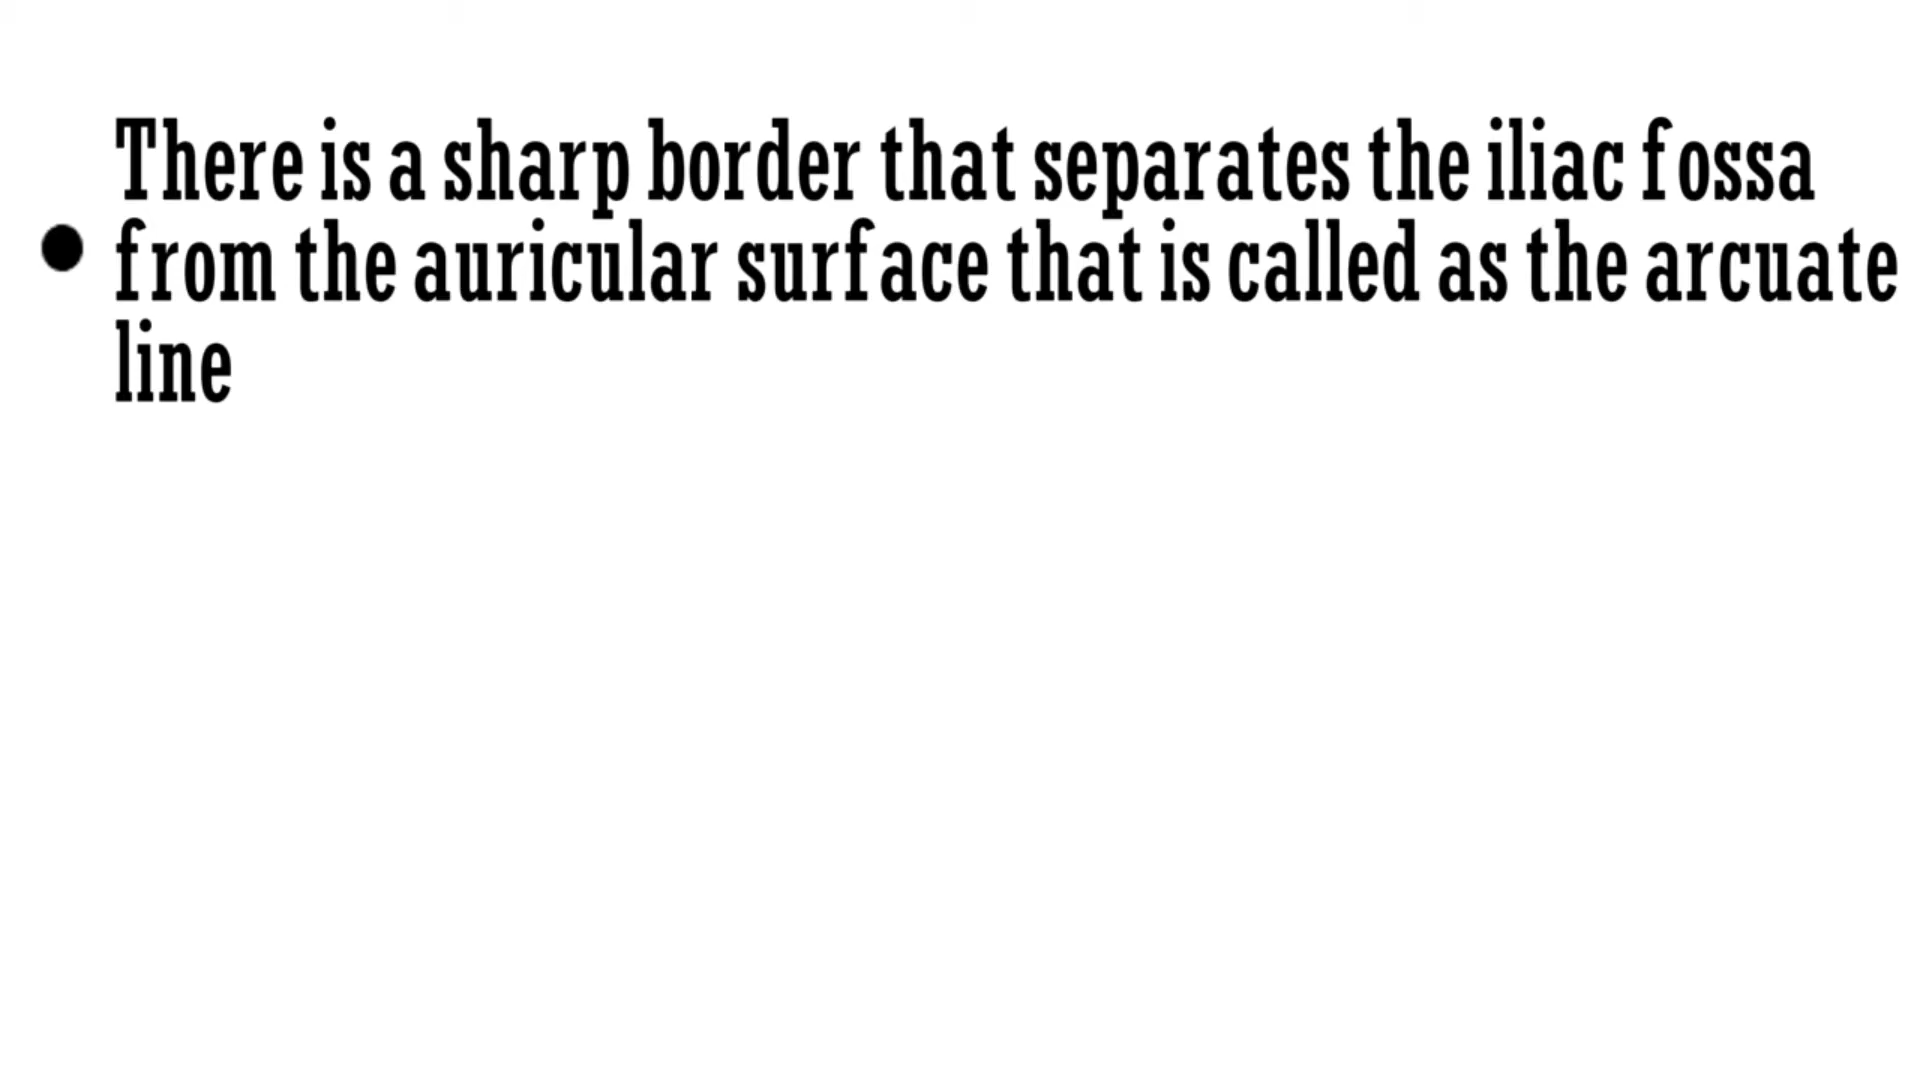 There is a sharp border that separates the iliac fossa
• from the auricular surface that is called as the arcuate
line